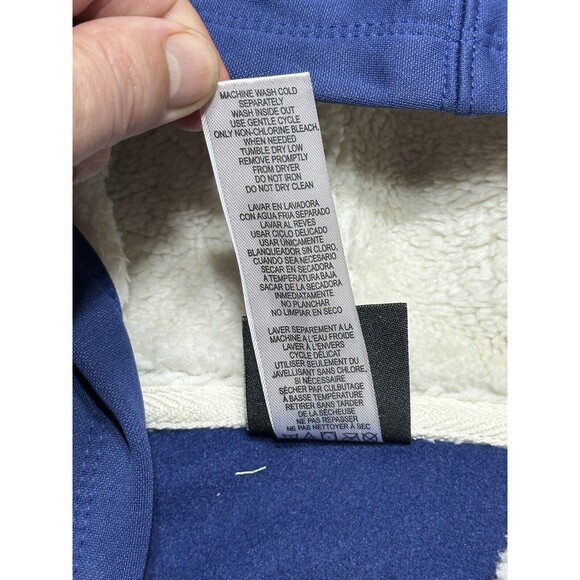 MACHINE WASH COLD
SEPARATELY
WASH INSIDE OUT
USE GENTLE CYCLE
ONLY NON-CHLORINE BLEACH,
WHEN NEEDED
TUMBLE DRY LOW
REMOVE PROMPTLY
FROM DRYER
DO NOT IRON
DO NOT DRY CLEAN
LAVAR EN LAVADORA
CON AGUA FRIA SEPARADO
LAVAR AL REVES
USAR CICLO DELICADO
USAR ÚNICAMENTE
BLANQUEADOR SIN CLORO,
CUANDO SEA NECESARIO
SECAR EN SECADORA
A TEMPERATURA BAJA
SACAR DE LA SECADORA
INMEDIATAMENTE
NO PLANCHAR
NO LIMPIAR EN SECO
LAVER SEPAREMENT A LA
MACHINE À L'EAU FROIDE
LAVER À L'ENVERS
CYCLE DÉLICAT
UTILISER SEULEMENT DU
JAVELLISANT SANS CHLORE,
SI NÉCESSAIRE
SÉCHER PAR CULBUTAGE
À BASSE TEMPÉRATURE
RETIRER SANS TARDER
DE LA SÉCHEUSE
NE PAS REPASSER
NE PAS NETTOYER À SEC